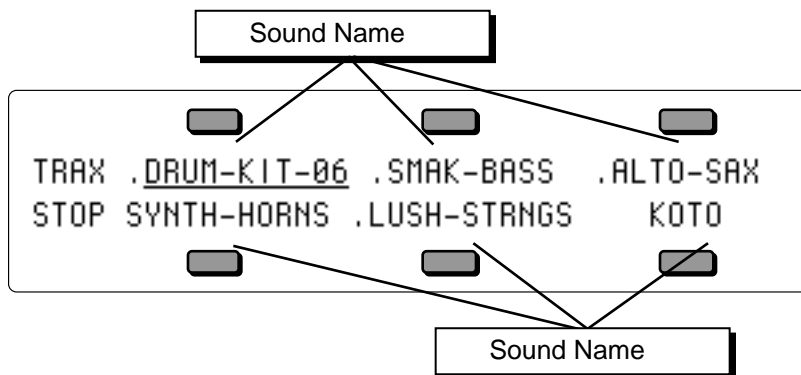 Sound Name
TRAX .DRUM-KIT-06 .SMAK-BASS .ALTO-SAX
STOP SYNTH-HORNS .LUSH-STRNGS KOTO
Sound Name